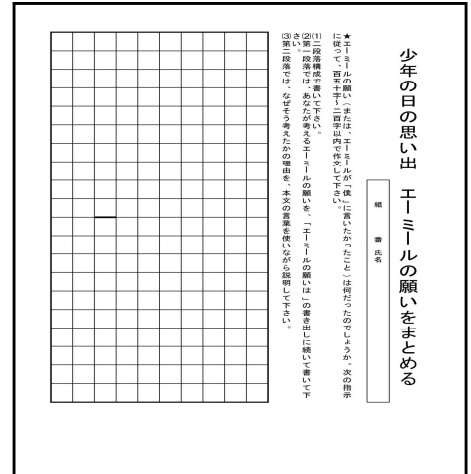 少年の日の思い出　エーミールの願いをまとめる
組　番　氏名
★エーミールの願い（または、エーミールが「僕」に言いたかったこと）は何だったのでしょうか。次の指示
に従って、百五十字～二百字以内で作文して下さい。
(1)二段落構成で書いて下さい。
(2)第一段落では、あなたが考えるエーミールの願いを、「エーミールの願いは」の書き出しに続いて書いて下
さい。
(3)第二段落では、なぜそう考えたかの理由を、本文の言葉を使いながら説明して下さい。